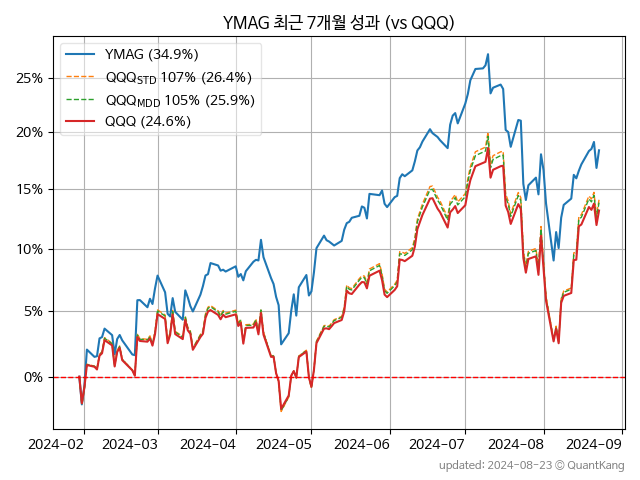 YMAG 최근 7개월 성과 (vs QQQ)
YMAG (34.9%)
QQQSTD 107% (26.4%)
QQQMDD 105% (25.9%)
QQQ (24.6%)
25%
20%
15%
10%
5%
0%
2024-02 2024-03 2024-04 2024-05 2024-06 2024-07 2024-08 2024-09
updated: 2024-08-23 © QuantKang